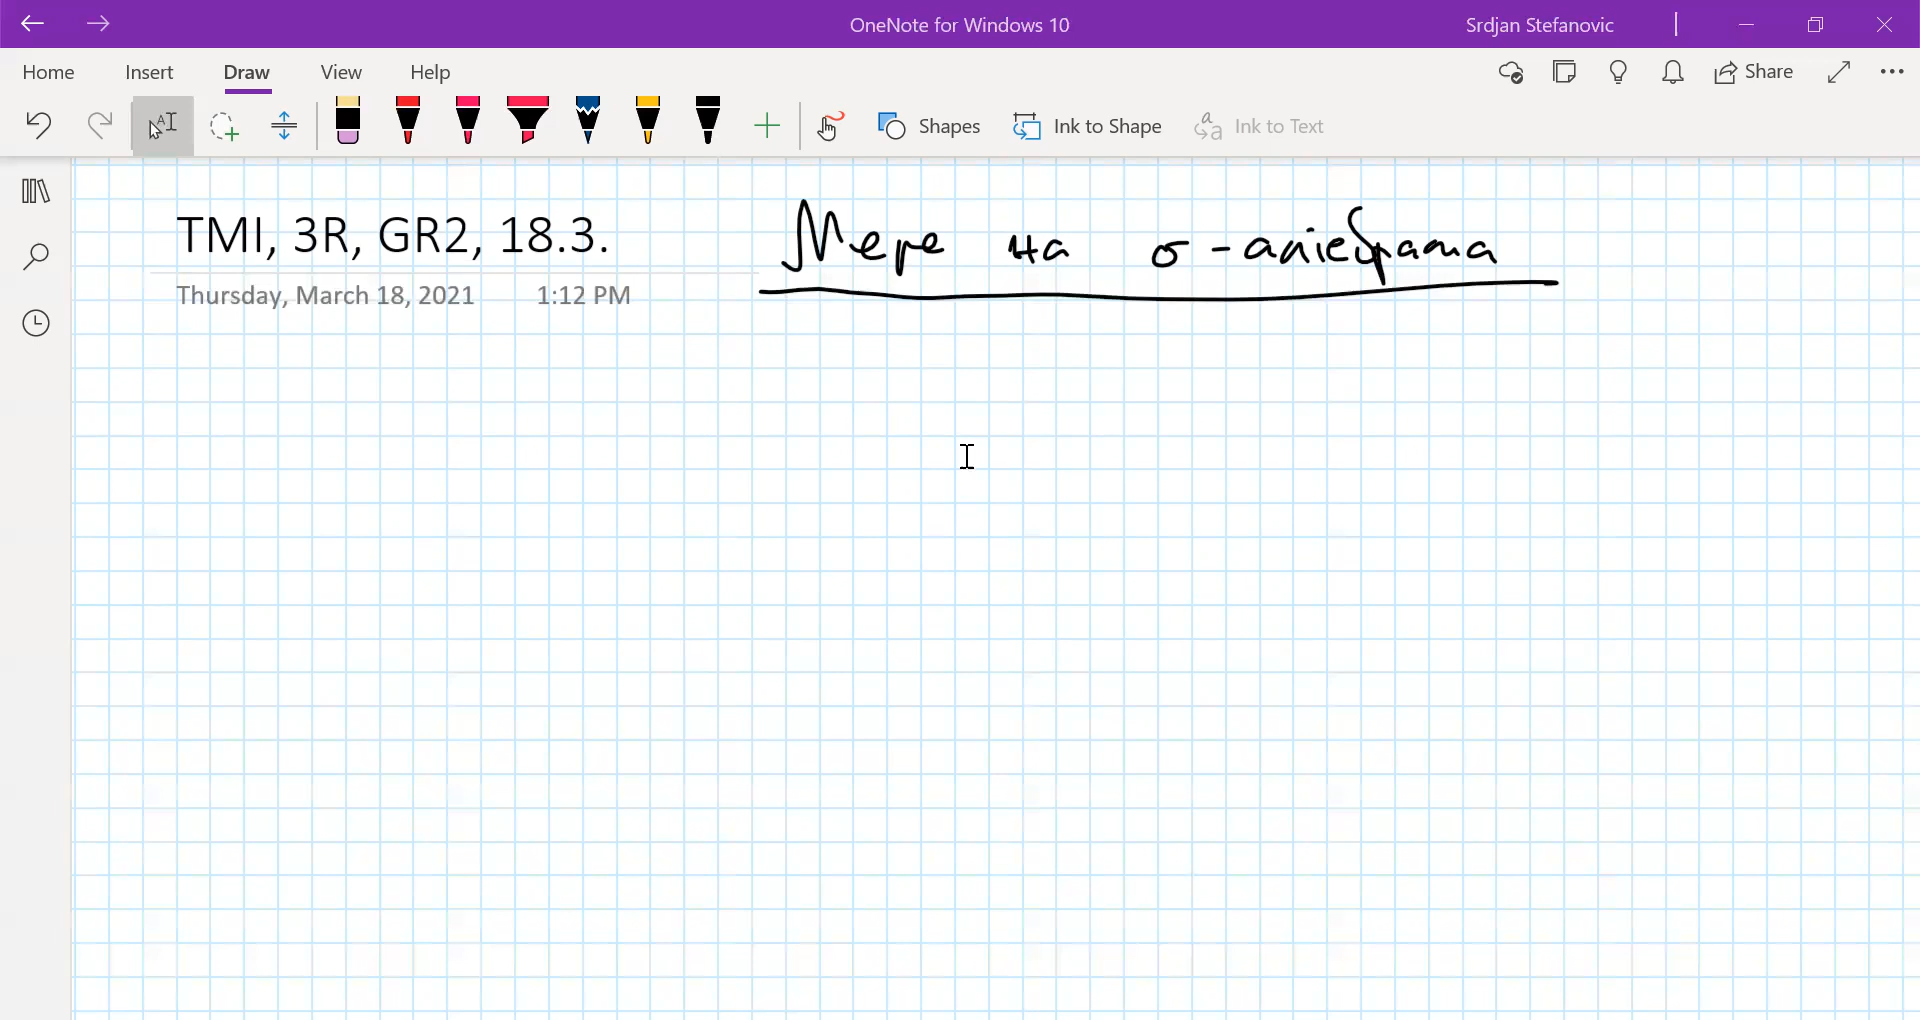 OneNote for Windows 10
Srdjan Stefanovic
Home Insert Draw View Help
Share
Shapes Ink to Shape Ink to Text
TMI, 3R, GR2, 18.3.
Мере на σ-алгебрама
Thursday, March 18, 2021 1:12 PM